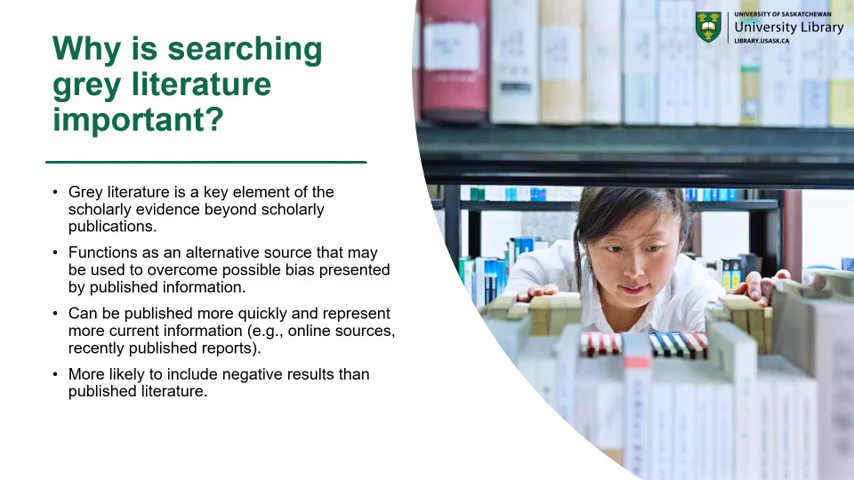 Why is searching
grey literature
important?
UNIVERSITY OF SASKATCHEWAN
University Library
LIBRARY.USASK.CA
• Grey literature is a key element of the
scholarly evidence beyond scholarly
publications.
• Functions as an alternative source that may
be used to overcome possible bias presented
by published information.
• Can be published more quickly and represent
more current information (e.g., online sources,
recently published reports).
• More likely to include negative results than
published literature.